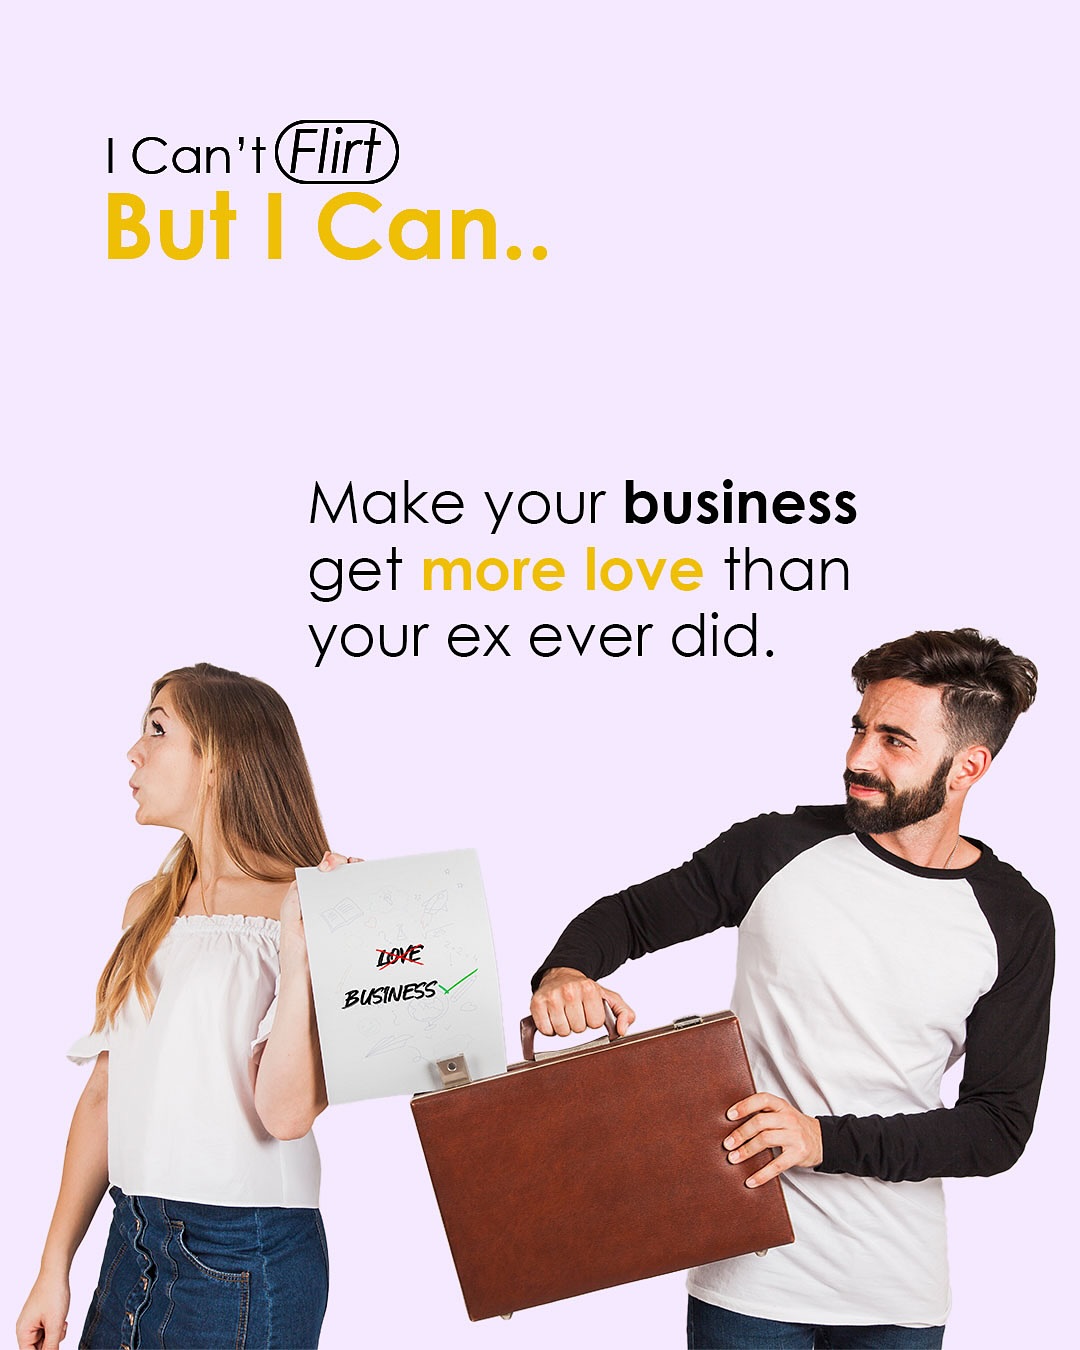 I Can't Flirt
But I Can..
Make your business
get more love than
your ex ever did.
LOVE
BUSINESS